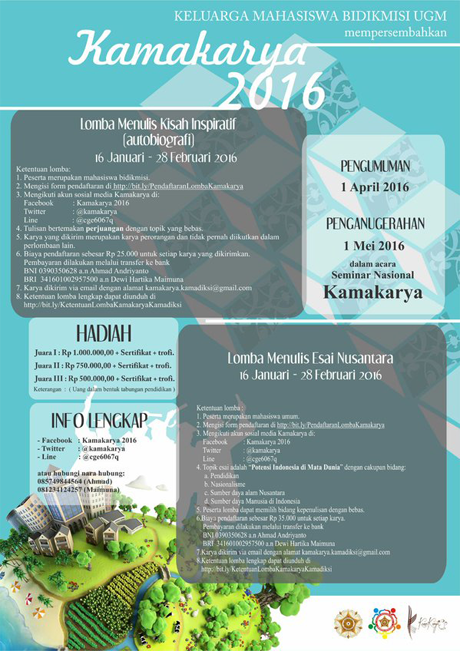 KELUARGA MAHASISWA BIDIKMISI UGM
mempersembahkan
Kamakarya
2016
Lomba Menulis Kisah Inspiratif
(autobiografi)
16 Januari - 28 Februari 2016
Ketentuan lomba:
1. Peserta merupakan mahasiswa bidikmisi.
2. Mengisi form pendaftaran di http://bit.ly/PendaftaranLombaKamakarya
3. Mengikuti akun sosial media Kamakarya di:
Facebook : Kamakarya 2016
Twitter : @kamakarya
Line : @cge6067q
4. Tulisan bertemakan perjuangan dengan topik yang bebas.
5. Karya yang dikirim merupakan karya perorangan dan tidak pernah diikutkan dalam
perlombaan lain.
6. Biaya pendaftaran sebesar Rp 25.000 untuk setiap karya yang dikirimkan.
Pembayaran dilakukan melalui transfer ke bank
BNI 0390350628 a.n Ahmad Andriyanto
BRI 341601002957500 a.n Dewi Hartika Maimuna
7. Karya dikirim via email dengan alamat kamakarya.kamadiksi@gmail.com
8. Ketentuan lomba lengkap dapat diunduh di
http://bit.ly/KetentuanLombaKamakaryaKamadiksi
PENGUMUMAN
1 April 2016
PENGANUGERAHAN
1 Mei 2016
dalam acara
Seminar Nasional
Kamakarya
HADIAH
Juara I : Rp 1.000.000,00 + Sertifikat + trofi.
Juara II : Rp 750.000,00 + Sertifikat + trofi.
Juara III : Rp 500.000,00 + Sertifikat + trofi.
Keterangan : ( Uang dalam bentuk tabungan pendidikan )
INFO LENGKAP
- Facebook : Kamakarya 2016
- Twitter : @kamakarya
- Line : @cge6067q
atau hubungi nara hubung:
085749844564 (Ahmad)
081234124257 (Maimuna)
Lomba Menulis Esai Nusantara
16 Januari - 28 Februari 2016
Ketentuan lomba :
1. Peserta merupakan mahasiswa umum.
2. Mengisi form pendaftaran di http://bit.ly/PendaftaranLombaKamakarya
3. Mengikuti akun sosial media Kamakarya di:
Facebook : Kamakarya 2016
Twitter : @kamakarya
Line : @cge6067q
4. Topik esai adalah "Potensi Indonesia di Mata Dunia" dengan cakupan bidang:
a. Pendidikan
b. Nasionalisme
c. Sumber daya alam Nusantara
d. Sumber daya Manusia di Indonesia
5. Peserta lomba dapat memilih bidang kepenulisan dengan bebas.
6.Biaya pendaftaran sebesar Rp 35.000 untuk setiap karya.
Pembayaran dilakukan melalui transfer ke bank
BNI 0390350628 a.n Ahmad Andriyanto
BRI 341601002957500 a.n Dewi Hartika Maimuna
7.Karya dikirim via email dengan alamat kamakarya.kamadiksi@gmail.com
8.Ketentuan lomba lengkap dapat diunduh di
http://bit.ly/KetentuanLombaKamakaryaKamadiksi